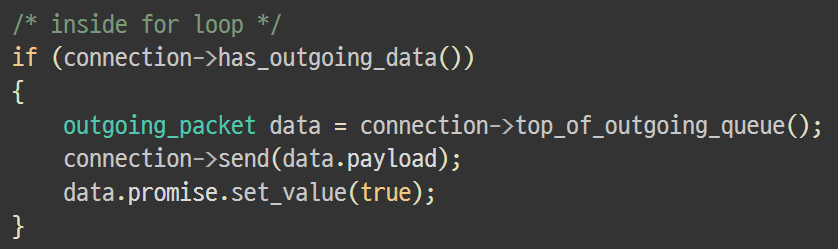 /* inside for loop */
if (connection->has_outgoing_data())
{
    outgoing_packet data = connection->top_of_outgoing_queue();
    connection->send(data.payload);
    data.promise.set_value(true);
}